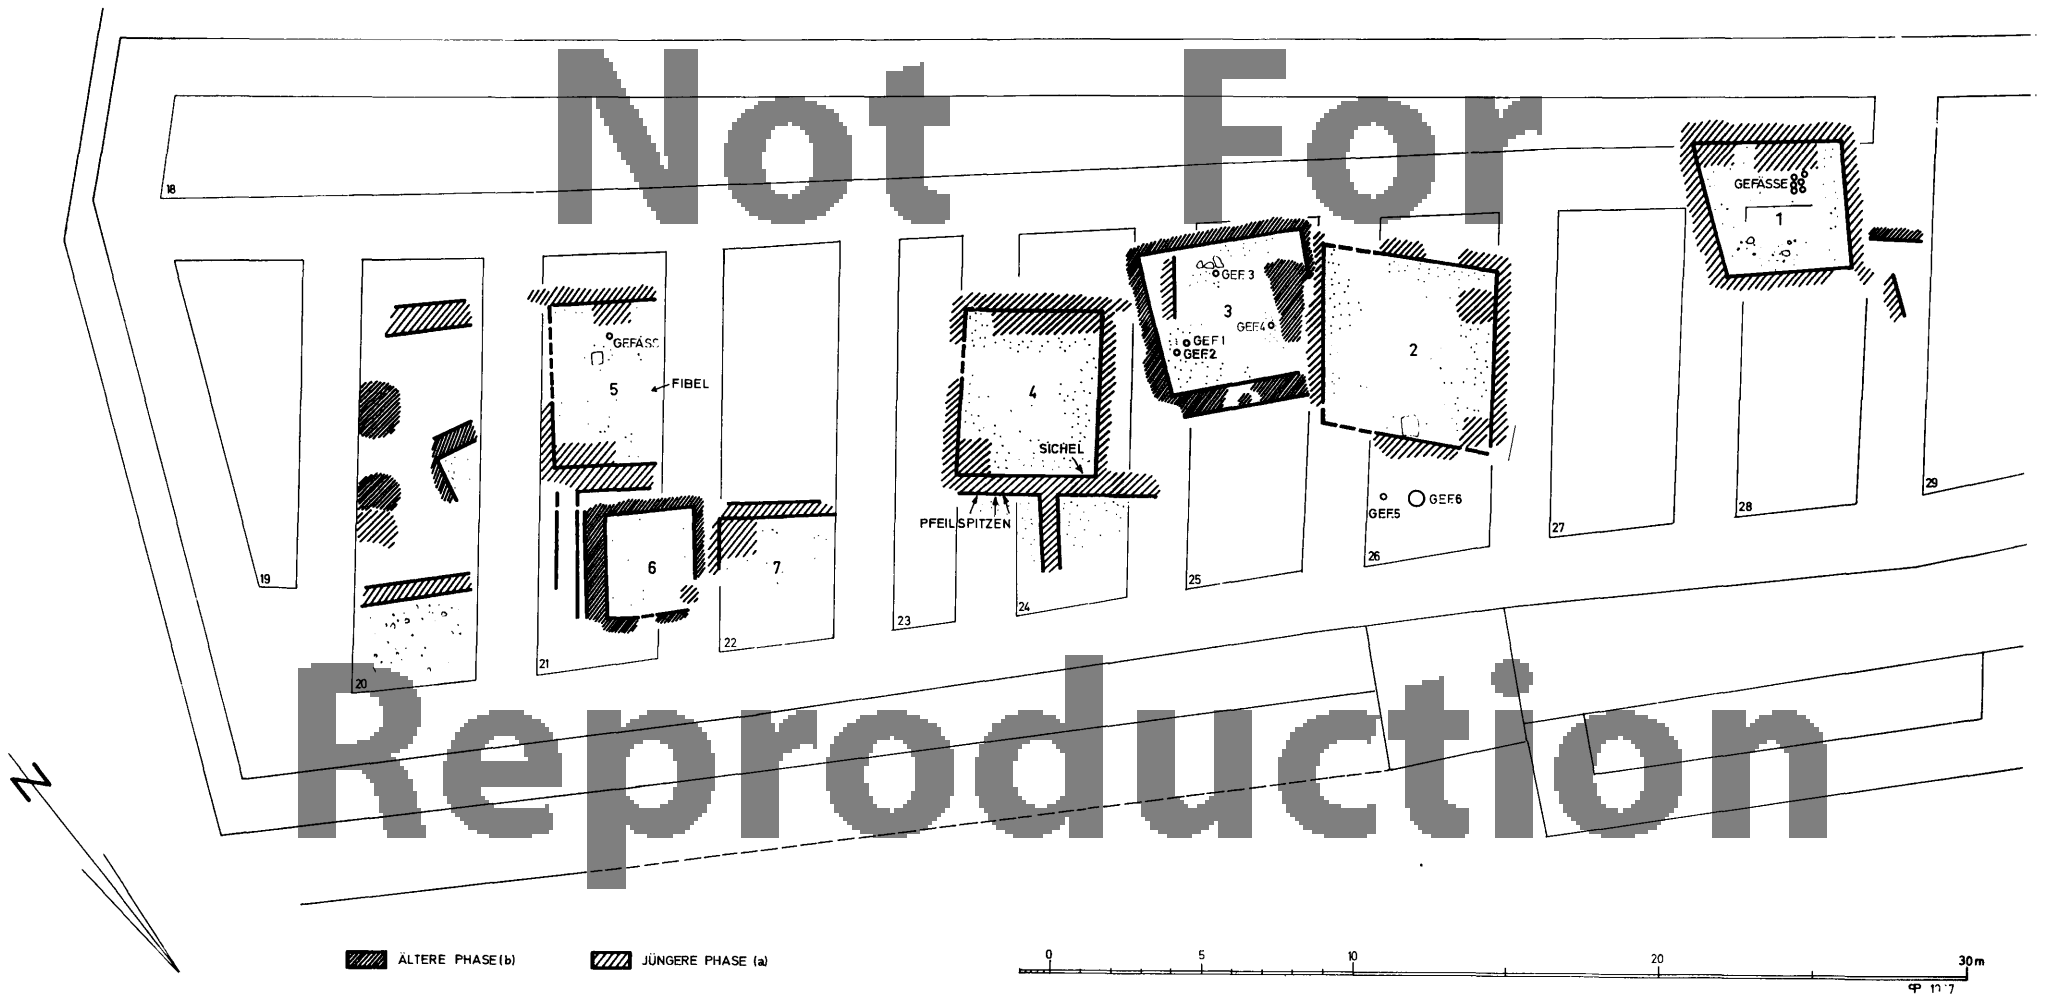 Not For
18
GEFÄSSE
1
GEF.3
3
GEF.4
GEF.1
GEF.2
2
GEFÄSS
5
FIBEL
4
SICHEL
PFEILSPITZEN
GEF.5
GEF.6
29
28
27
26
25
24
23
22
21
20
19
6
7
Reproduction
N
ÄLTERE PHASE (b)
JÜNGERE PHASE (a)
0 5 10 20 30m